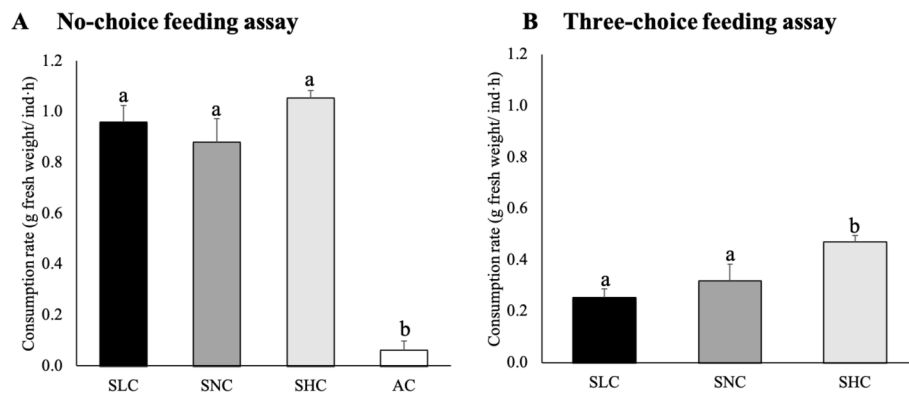 A No-choice feeding assay
Consumption rate (g fresh weight/ ind·h)
1.2
1.0
0.8
0.6
0.4
0.2
0.0
a
a
a
b
SLC SNC SHC AC
B Three-choice feeding assay
Consumption rate (g fresh weight/ ind·h)
1.2
1.0
0.8
0.6
0.4
0.2
0.0
a
a
b
SLC SNC SHC